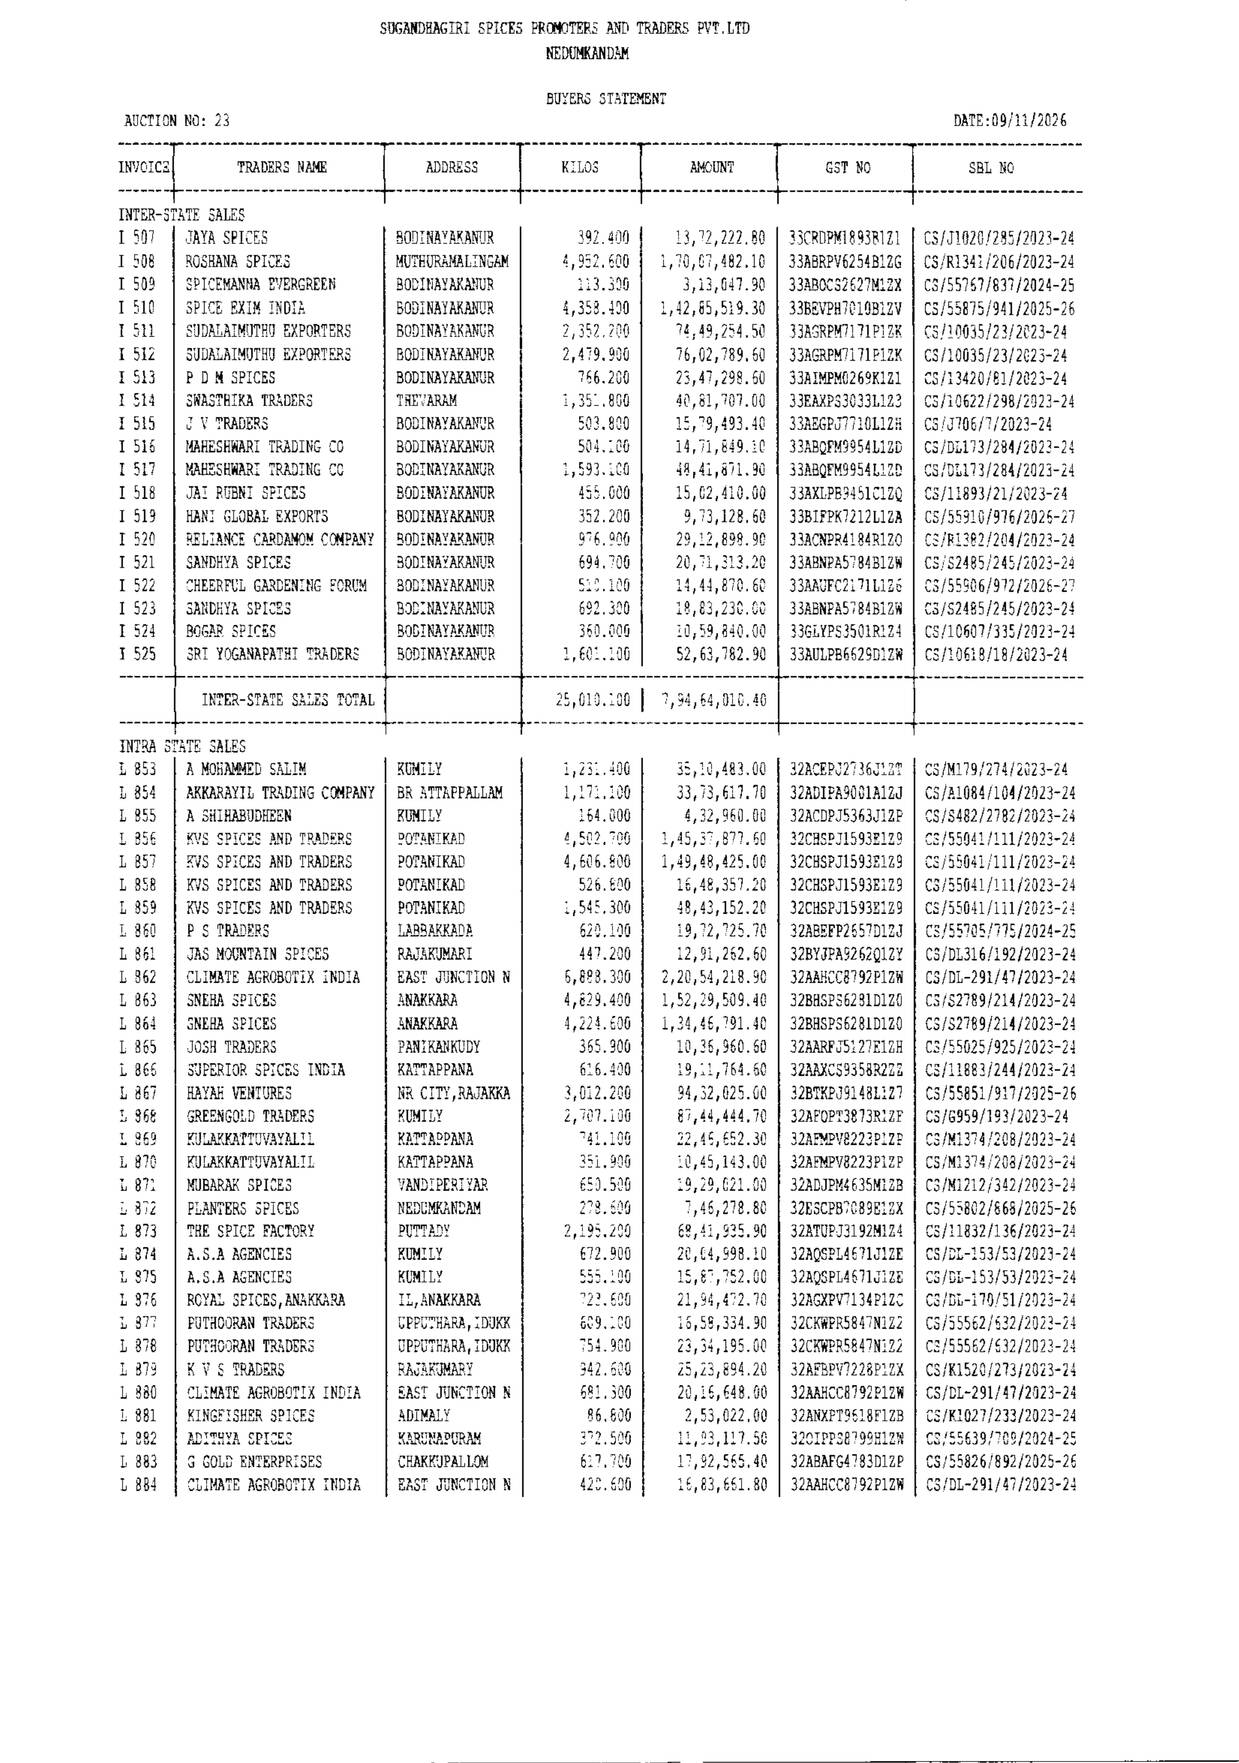 SUGANDHAGIRI SPICES PROMOTERS AND TRADERS PVT.LTD
NEDUMKANDAM
BUYERS STATEMENT
AUCTION NO: 23 DATE:09/11/2026
INVOICE TRADERS NAME ADDRESS KILOS AMOUNT GST NO SBL NO
INTER-STATE SALES
I 507 JAYA SPICES BODINAYAKANUR 392.400 13,72,222.80 33CRDPM1893B1Z1 CS/J1020/285/2023-24
I 508 ROSHANA SPICES MUTHURAMALINGAM 4,952.600 1,70,67,482.10 33ABRPV6254B1ZG CS/R1341/206/2023-24
I 509 SPICEMANNA EVERGREEN BODINAYAKANUR 113.300 3,13,047.90 33ABOCS2627M1ZX CS/55767/837/2024-25
I 510 SPICE EXIM INDIA BODINAYAKANUR 4,358.400 1,42,85,519.30 33BEVPH7010B1ZV CS/55875/941/2025-26
I 511 SUDALAIMUTHU EXPORTERS BODINAYAKANUR 2,352.200 74,49,254.50 33AGRPM7171P1ZK CS/10035/23/2023-24
I 512 SUDALAIMUTHU EXPORTERS BODINAYAKANUR 2,479.900 76,02,789.60 33AGRPM7171P1ZK CS/10035/23/2023-24
I 513 P D M SPICES BODINAYAKANUR 766.200 23,47,298.60 33AIMPM0269K1Z1 CS/13420/81/2023-24
I 514 SWASTHIKA TRADERS THEVARAM 1,351.800 40,81,707.00 33EAXPS3033L1Z3 CS/10622/298/2023-24
I 515 J V TRADERS BODINAYAKANUR 503.800 15,79,493.40 33AEGPJ7710L1ZH CS/J706/7/2023-24
I 516 MAHESHWARI TRADING CO BODINAYAKANUR 504.100 14,71,849.10 33ABQFM9954L1ZD CS/DL173/284/2023-24
I 517 MAHESHWARI TRADING CO BODINAYAKANUR 1,593.100 48,41,871.90 33ABQFM9954L1ZD CS/DL173/284/2023-24
I 518 JAI RUBNI SPICES BODINAYAKANUR 455.000 15,02,410.00 33AXLPB9451C1ZQ CS/11893/21/2023-24
I 519 HANI GLOBAL EXPORTS BODINAYAKANUR 352.200 9,73,128.60 33BIFPK7212L1ZA CS/55910/976/2026-27
I 520 RELIANCE CARDAMOM COMPANY BODINAYAKANUR 976.900 29,12,898.90 33ACNPR4184R1ZO CS/R1382/204/2023-24
I 521 SANDHYA SPICES BODINAYAKANUR 694.700 20,71,313.20 33ABNPA5784B1ZW CS/S2485/245/2023-24
I 522 CHEERFUL GARDENING FORUM BODINAYAKANUR 510.100 14,44,870.60 33AAUFC2171L1Z6 CS/55906/972/2026-27
I 523 SANDHYA SPICES BODINAYAKANUR 692.300 18,83,230.00 33ABNPA5784B1ZW CS/S2485/245/2023-24
I 524 BOGAR SPICES BODINAYAKANUR 360.000 10,59,840.00 33GLYPS3501R1Z4 CS/10607/335/2023-24
I 525 SRI YOGANAPATHI TRADERS BODINAYAKANUR 1,601.100 52,63,782.90 33AULPB6629D1ZW CS/10618/18/2023-24
INTER-STATE SALES TOTAL 25,010.100 7,94,64,010.40
INTRA STATE SALES
L 853 A MOHAMMED SALIM KUMILY 1,231.400 35,10,483.00 32ACEPJ2736J1ZT CS/M179/274/2023-24
L 854 AKKARAYIL TRADING COMPANY BR ATTAPPALLAM 1,171.100 33,73,617.70 32ADIPA9001A1ZJ CS/A1084/104/2023-24
L 855 A SHIHABUDHEEN KUMILY 164.000 4,32,960.00 32ACDPJ5363J1ZP CS/S482/2782/2023-24
L 856 KVS SPICES AND TRADERS POTANIKAD 4,502.700 1,45,37,877.60 32CHSPJ1593E1Z9 CS/55041/111/2023-24
L 857 KVS SPICES AND TRADERS POTANIKAD 4,606.800 1,49,48,425.00 32CHSPJ1593E1Z9 CS/55041/111/2023-24
L 858 KVS SPICES AND TRADERS POTANIKAD 526.600 16,48,357.20 32CHSPJ1593E1Z9 CS/55041/111/2023-24
L 859 KVS SPICES AND TRADERS POTANIKAD 1,545.300 48,43,152.20 32CHSPJ1593E1Z9 CS/55041/111/2023-24
L 860 P S TRADERS LABBAKKADA 620.100 19,72,725.70 32ABEFP2657D1ZJ CS/55705/775/2024-25
L 861 JAS MOUNTAIN SPICES RAJAKUMARI 447.200 12,91,262.60 32BYJPA9262Q1ZY CS/DL316/192/2023-24
L 862 CLIMATE AGROBOTIX INDIA EAST JUNCTION N 6,888.300 2,20,54,218.90 32AAHCC8792P1ZW CS/DL-291/47/2023-24
L 863 SNEHA SPICES ANAKKARA 4,829.400 1,52,29,509.40 32BHSPS6281D1Z0 CS/S2789/214/2023-24
L 864 SNEHA SPICES ANAKKARA 4,224.600 1,34,46,791.40 32BHSPS6281D1Z0 CS/S2789/214/2023-24
L 865 JOSH TRADERS PANIKANKUDY 365.900 10,36,960.60 32AARFJ5127E1ZH CS/55025/925/2023-24
L 866 SUPERIOR SPICES INDIA KATTAPPANA 616.400 19,11,764.60 32AAXCS9358R2ZZ CS/11883/244/2023-24
L 867 HAYAH VENTURES NR CITY,RAJAKKA 3,012.200 94,32,025.00 32BTKPJ9148L1Z7 CS/55851/917/2025-26
L 868 GREENGOLD TRADERS KUMILY 2,707.100 87,44,444.70 32AFOPT3873R1ZF CS/G959/193/2023-24
L 869 KULAKKATTUVAYALIL KATTAPPANA 741.100 22,46,652.30 32AFMPV8223P1ZP CS/M1374/208/2023-24
L 870 KULAKKATTUVAYALIL KATTAPPANA 351.900 10,45,143.00 32AFMPV8223P1ZP CS/M1374/208/2023-24
L 871 MUBARAK SPICES VANDIPERIYAR 650.500 19,29,021.00 32ADJPM4635M1ZB CS/M1212/342/2023-24
L 872 PLANTERS SPICES NEDUMKANDAM 278.600 7,46,278.80 32ESCPB7089E1ZX CS/55802/868/2025-26
L 873 THE SPICE FACTORY PUTTADY 2,195.200 68,41,935.90 32ATUPJ3192M1Z4 CS/11832/136/2023-24
L 874 A.S.A AGENCIES KUMILY 672.900 20,04,998.10 32AQSPL4671J1ZE CS/DL-153/53/2023-24
L 875 A.S.A AGENCIES KUMILY 555.100 15,87,752.00 32AQSPL4671J1ZE CS/DL-153/53/2023-24
L 876 ROYAL SPICES,ANAKKARA IL,ANAKKARA 723.600 21,94,472.70 32AGXPV7134P1ZC CS/DL-170/51/2023-24
L 877 PUTHOORAN TRADERS UPPUTHARA,IDUKK 609.100 16,58,334.90 32CKWPR5847N1Z2 CS/55562/632/2023-24
L 878 PUTHOORAN TRADERS UPPUTHARA,IDUKK 754.900 23,34,195.00 32CKWPR5847N1Z2 CS/55562/632/2023-24
L 879 K V S TRADERS RAJAKUMARY 942.600 25,23,894.20 32AFBPV7228P1ZX CS/K1520/273/2023-24
L 880 CLIMATE AGROBOTIX INDIA EAST JUNCTION N 681.300 20,16,648.00 32AAHCC8792P1ZW CS/DL-291/47/2023-24
L 881 KINGFISHER SPICES ADIMALY 86.800 2,53,022.00 32ANXPT9618F1ZB CS/K1027/233/2023-24
L 882 ADITHYA SPICES KARUNAPURAM 372.500 11,03,117.50 32OIPPS8799H1ZW CS/55639/709/2024-25
L 883 G GOLD ENTERPRISES CHAKKUPALLOM 617.700 17,92,565.40 32ABAFG4783D1ZP CS/55826/892/2025-26
L 884 CLIMATE AGROBOTIX INDIA EAST JUNCTION N 16,83,661.80 32AAHCC8792P1ZW CS/DL-291/47/2023-24